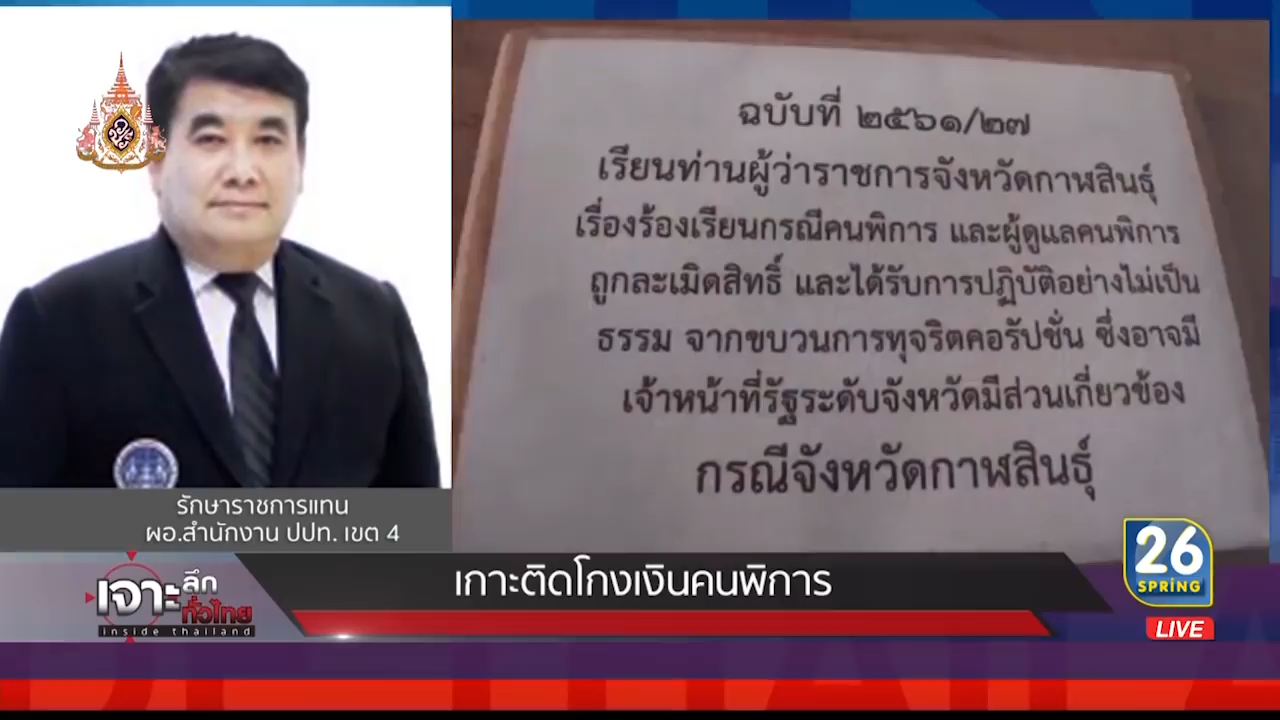 ฉบับที่ ๒๕๖๑/๒๗
เรียนท่านผู้ว่าราชการจังหวัดกาฬสินธุ์
เรื่องร้องเรียนกรณีคนพิการ และผู้ดูแลคนพิการ
ถูกละเมิดสิทธิ์ และได้รับการปฏิบัติอย่างไม่เป็น
ธรรม จากขบวนการทุจริตคอรัปชั่น ซึ่งอาจมี
เจ้าหน้าที่รัฐระดับจังหวัดมีส่วนเกี่ยวข้อง
กรณีจังหวัดกาฬสินธุ์
รักษาราชการแทน
ผอ.สำนักงาน ปปท. เขต 4
เจาะลึกทั่วไทย
inside thailand
เกาะติดโกงเงินคนพิการ
26
SPRING
LIVE